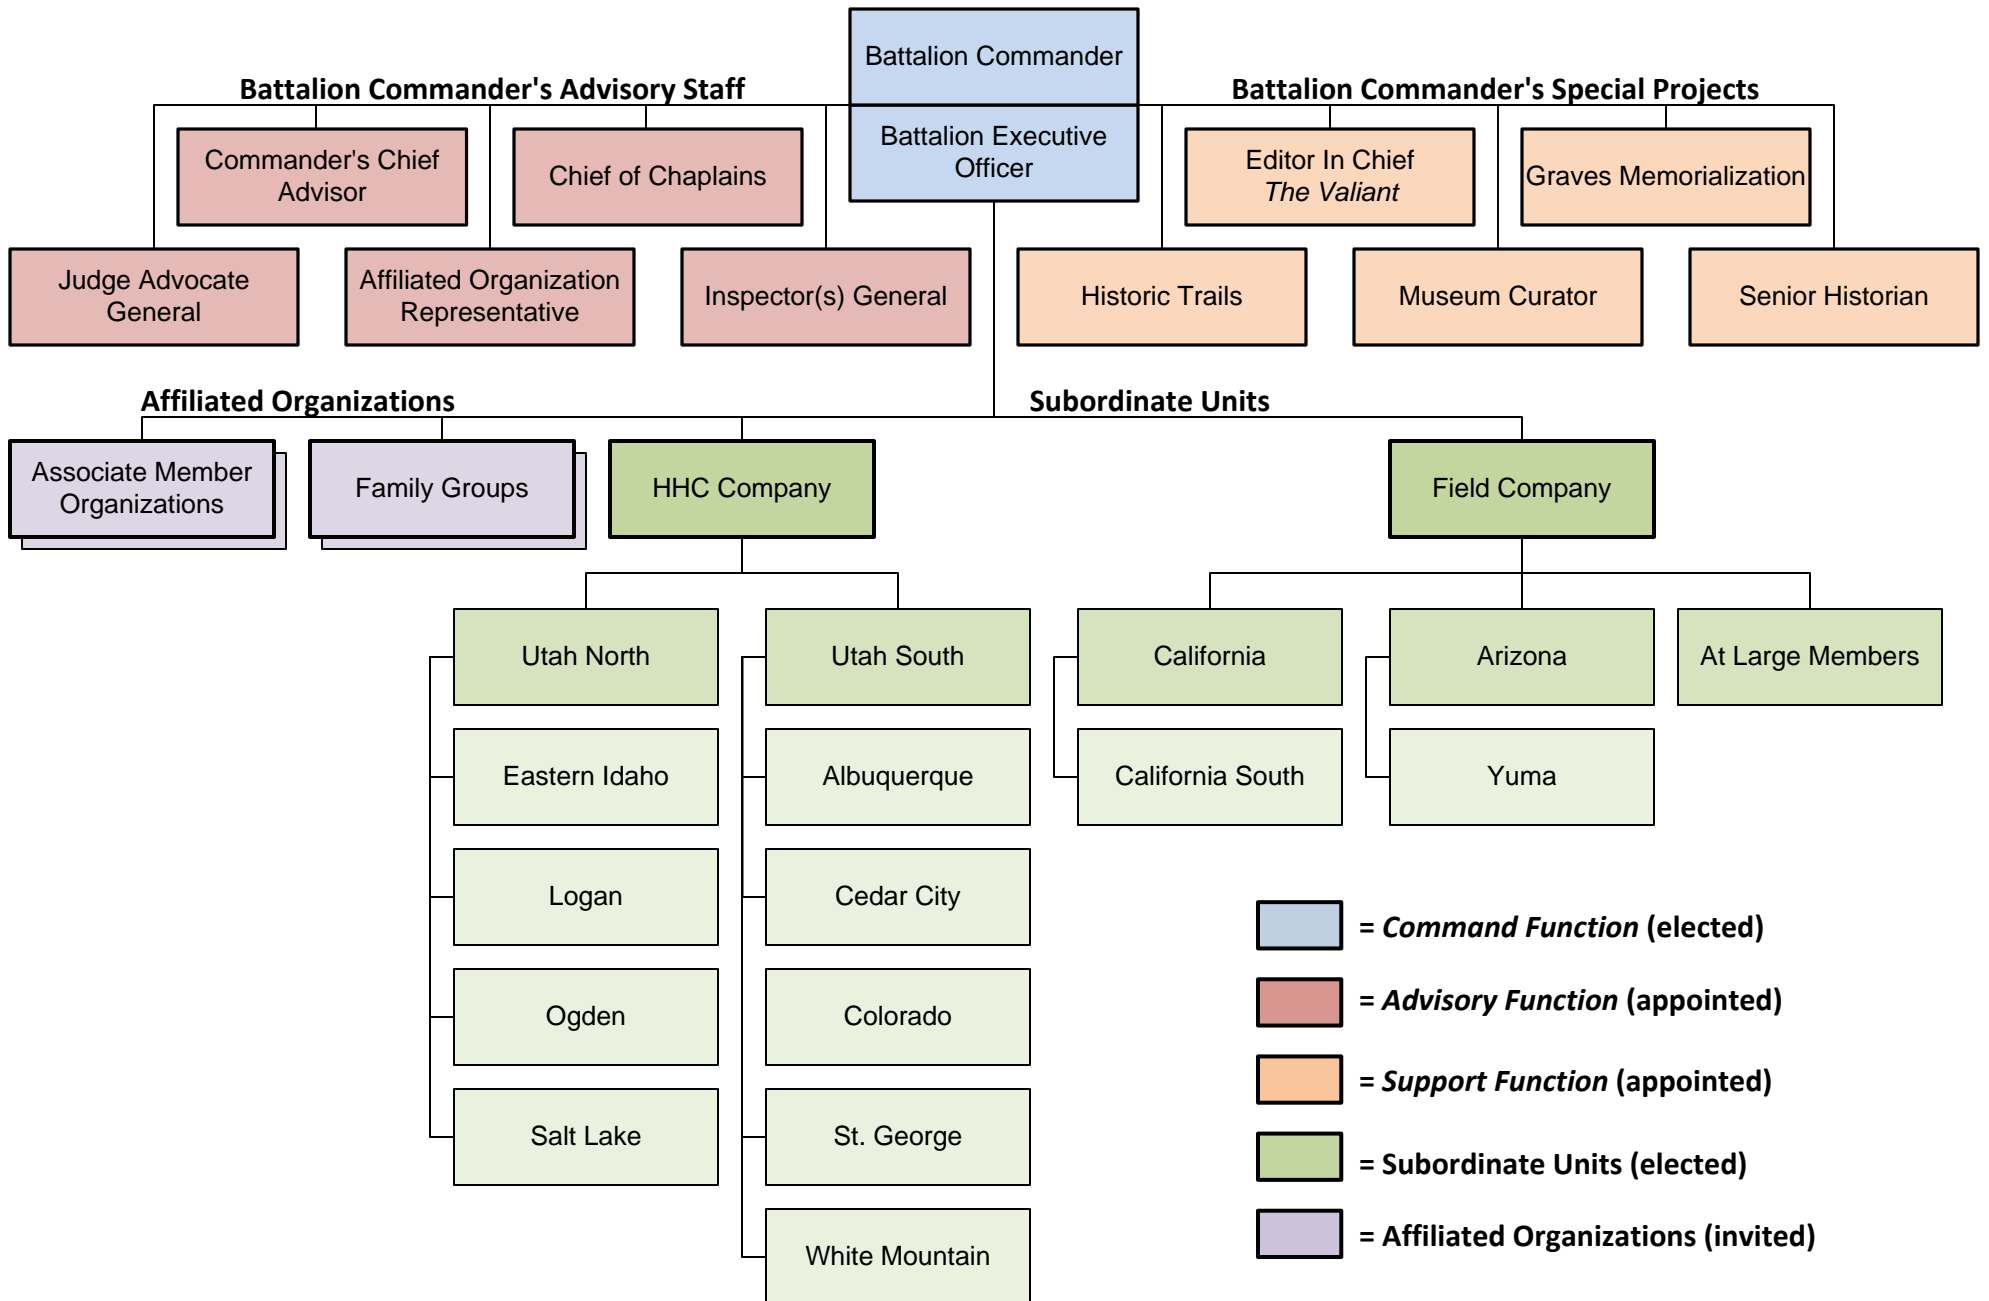 Battalion Commander
Battalion Commander's Advisory Staff
Battalion Commander's Special Projects
Battalion Executive
Officer
Commander's Chief
Advisor
Chief of Chaplains
Editor In Chief
The Valiant
Graves Memorialization
Judge Advocate
General
Affiliated Organization
Representative
Inspector(s) General
Historic Trails
Museum Curator
Senior Historian
Affiliated Organizations
Subordinate Units
Associate Member
Organizations
Family Groups
HHC Company
Field Company
Utah North
Utah South
California
Arizona
At Large Members
Eastern Idaho
Albuquerque
California South
Yuma
Logan
Cedar City
Ogden
Colorado
Salt Lake
St. George
White Mountain
= Command Function (elected)
= Advisory Function (appointed)
= Support Function (appointed)
= Subordinate Units (elected)
= Affiliated Organizations (invited)